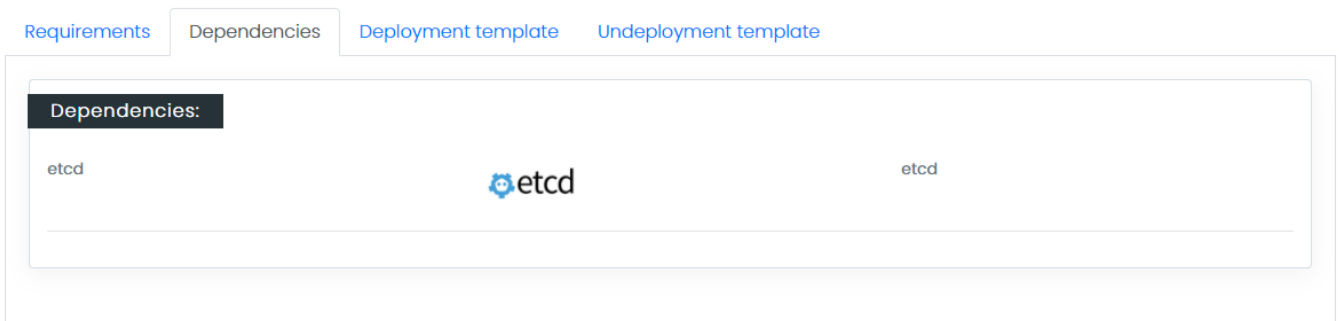 Requirements Dependencies Deployment template Undeployment template
Dependencies:
etcd etcd etcd